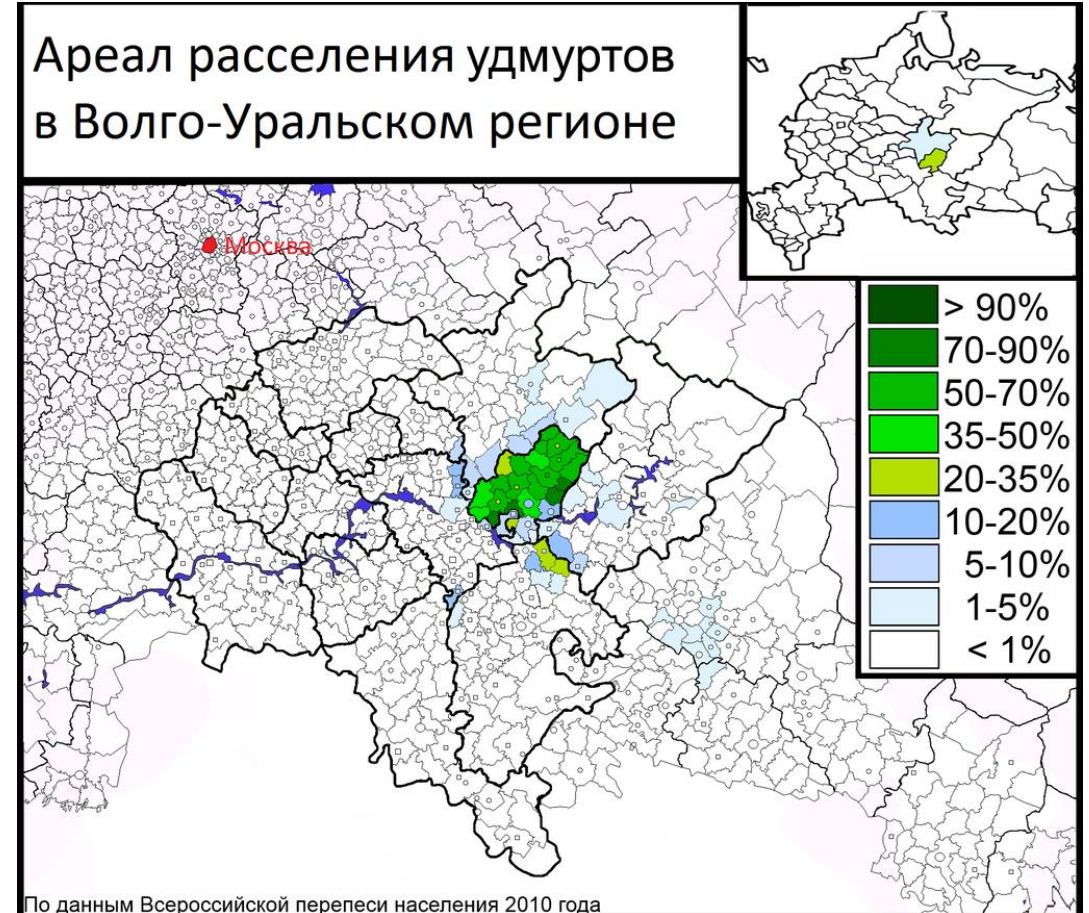 Ареал расселения удмуртов
в Волго-Уральском регионе
Москва
> 90%
70-90%
50-70%
35-50%
20-35%
10-20%
5-10%
1-5%
< 1%
По данным Всероссийской переписи населения 2010 года